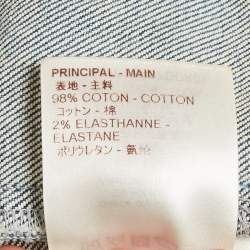 PRINCIPAL - MAIN
表地 - 主料
98% COTON - COTTON
コットン - 棉
2% ELASTHANNE -
ELASTANE
ポリウレタン - 氨纶